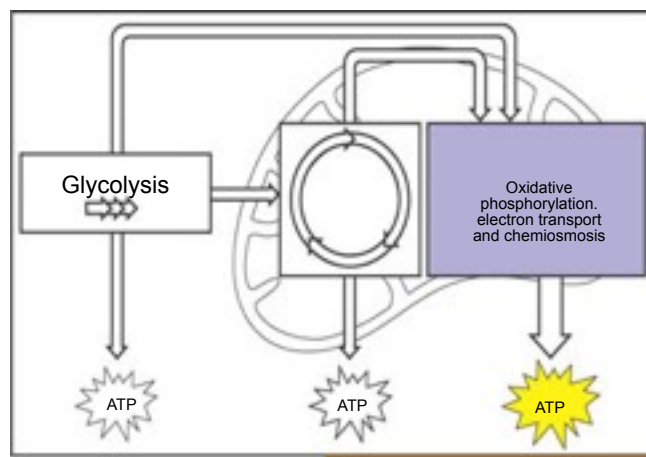 Glycolysis
Oxidative
phosphorylation.
electron transport
and chemiosmosis
ATP
ATP
ATP